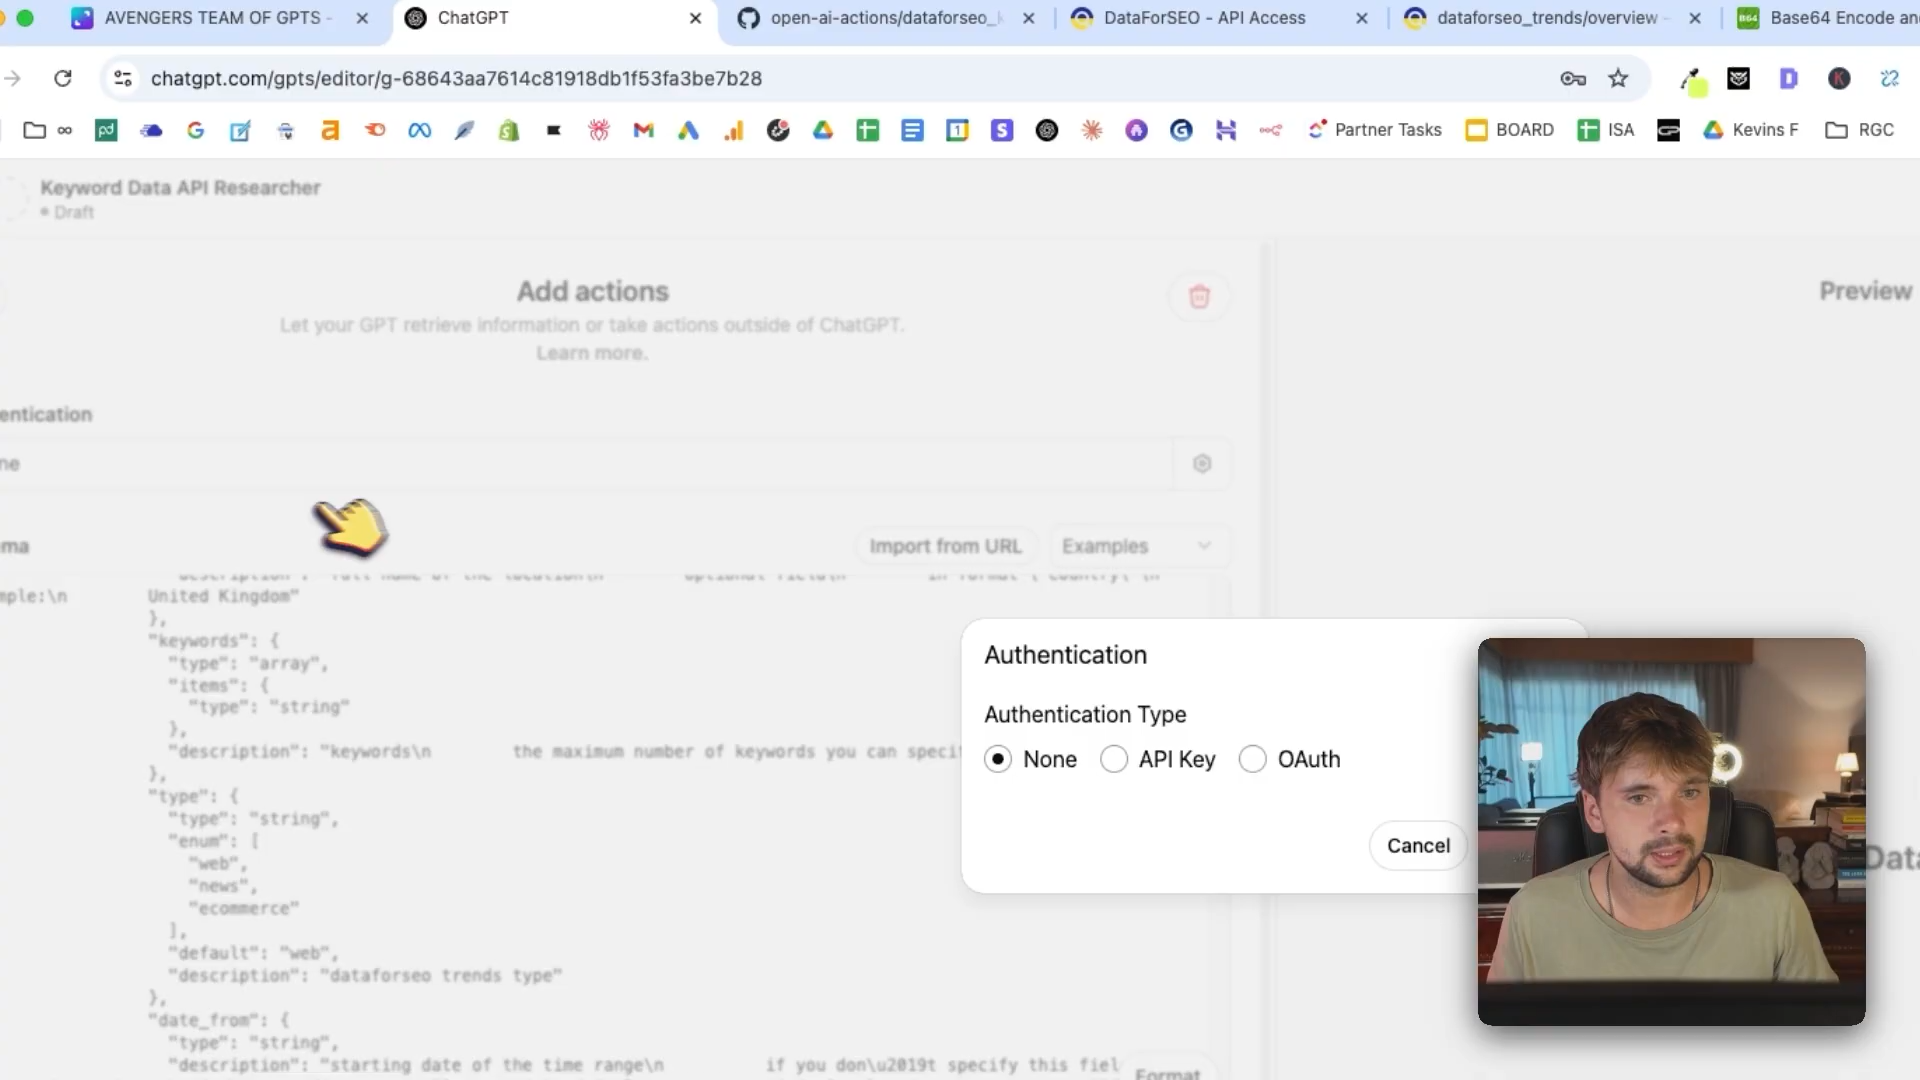 AVENGERS TEAM OF GPTS -
ChatGPT
open-ai-actions/dataforseo_k
DataForSEO - API Access
dataforseo_trends/overview -
B64
Base64 Encode an
chatgpt.com/gpts/editor/g-68643aa7614c81918db1f53fa3be7b28
Partner Tasks
BOARD
ISA
Kevins F
RGC
Keyword Data API Researcher
Draft
Add actions
Let your GPT retrieve information or take actions outside of ChatGPT.
Learn more.
Preview
entication
ne
ma
Import from URL
Examples
mple:\n United Kingdom"
},
"keywords": {
"type": "array",
"items": {
"type": "string"
},
"description": "keywords\n the maximum number of keywords you can specif
},
"type": {
"type": "string",
"enum": [
"web",
"news",
"ecommerce"
],
"default": "web",
"description": "dataforseo trends type"
},
"date_from": {
"type": "string",
"description": "starting date of the time range\n if you don\u2019t specify this fiel
Format
Authentication
Authentication Type
None
API Key
OAuth
Cancel
Data